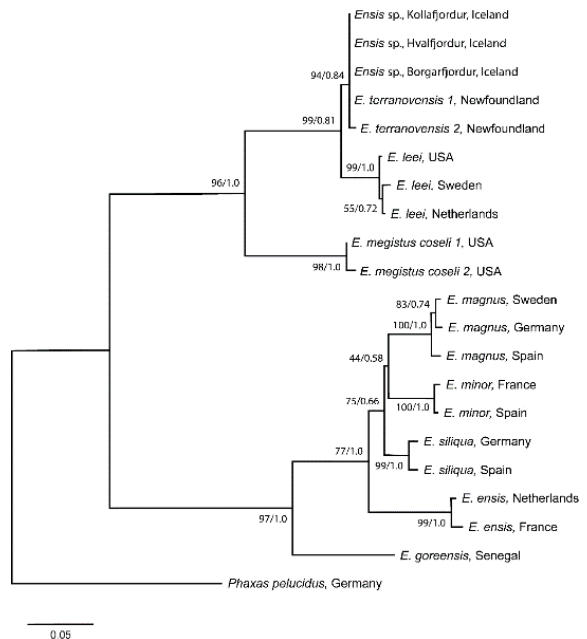 Ensis sp., Kollafjordur, Iceland
Ensis sp., Hvalfjordur, Iceland
94/0.84
Ensis sp., Borgarfjordur, Iceland
E. terranovensis 1, Newfoundland
99/0.81
E. terranovensis 2, Newfoundland
E. leei, USA
99/1.0
96/1.0
E. leei, Sweden
55/0.72
E. leei, Netherlands
E. megistus coseli 1, USA
98/1.0
E. megistus coseli 2, USA
83/0.74
E. magnus, Sweden
100/1.0
E. magnus, Germany
44/0.58
E. magnus, Spain
E. minor, France
75/0.66
100/1.0
E. minor, Spain
E. siliqua, Germany
77/1.0
99/1.0
E. siliqua, Spain
E. ensis, Netherlands
97/1.0
99/1.0
E. ensis, France
E. goreensis, Senegal
Phaxas pelucidus, Germany
0.05